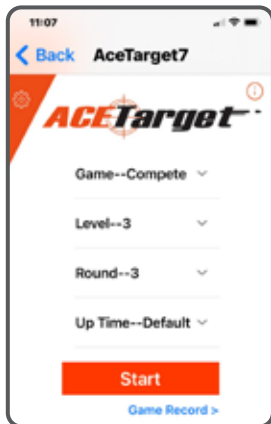 11:07
Back AceTarget7
ACETarget
Game--Compete
Level--3
Round--3
Up Time--Default
Start
Game Record >